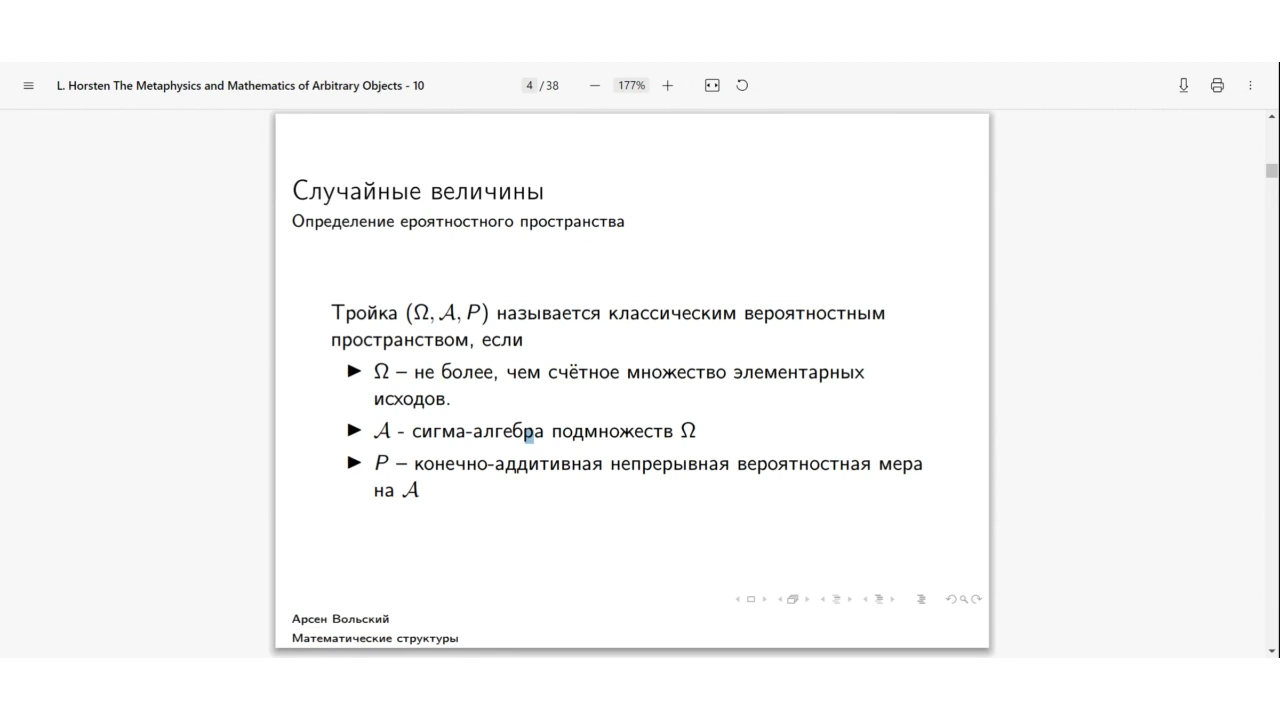 L. Horsten The Metaphysics and Mathematics of Arbitrary Objects - 10
4 / 38
177%
Случайные величины
Определение ероятностного пространства
Тройка (Ω, 𝒜, P) называется классическим вероятностным
пространством, если
▶ Ω – не более, чем счётное множество элементарных
исходов.
▶ 𝒜 - сигма-алгебра подмножеств Ω
▶ P – конечно-аддитивная непрерывная вероятностная мера
на 𝒜
Арсен Вольский
Математические структуры